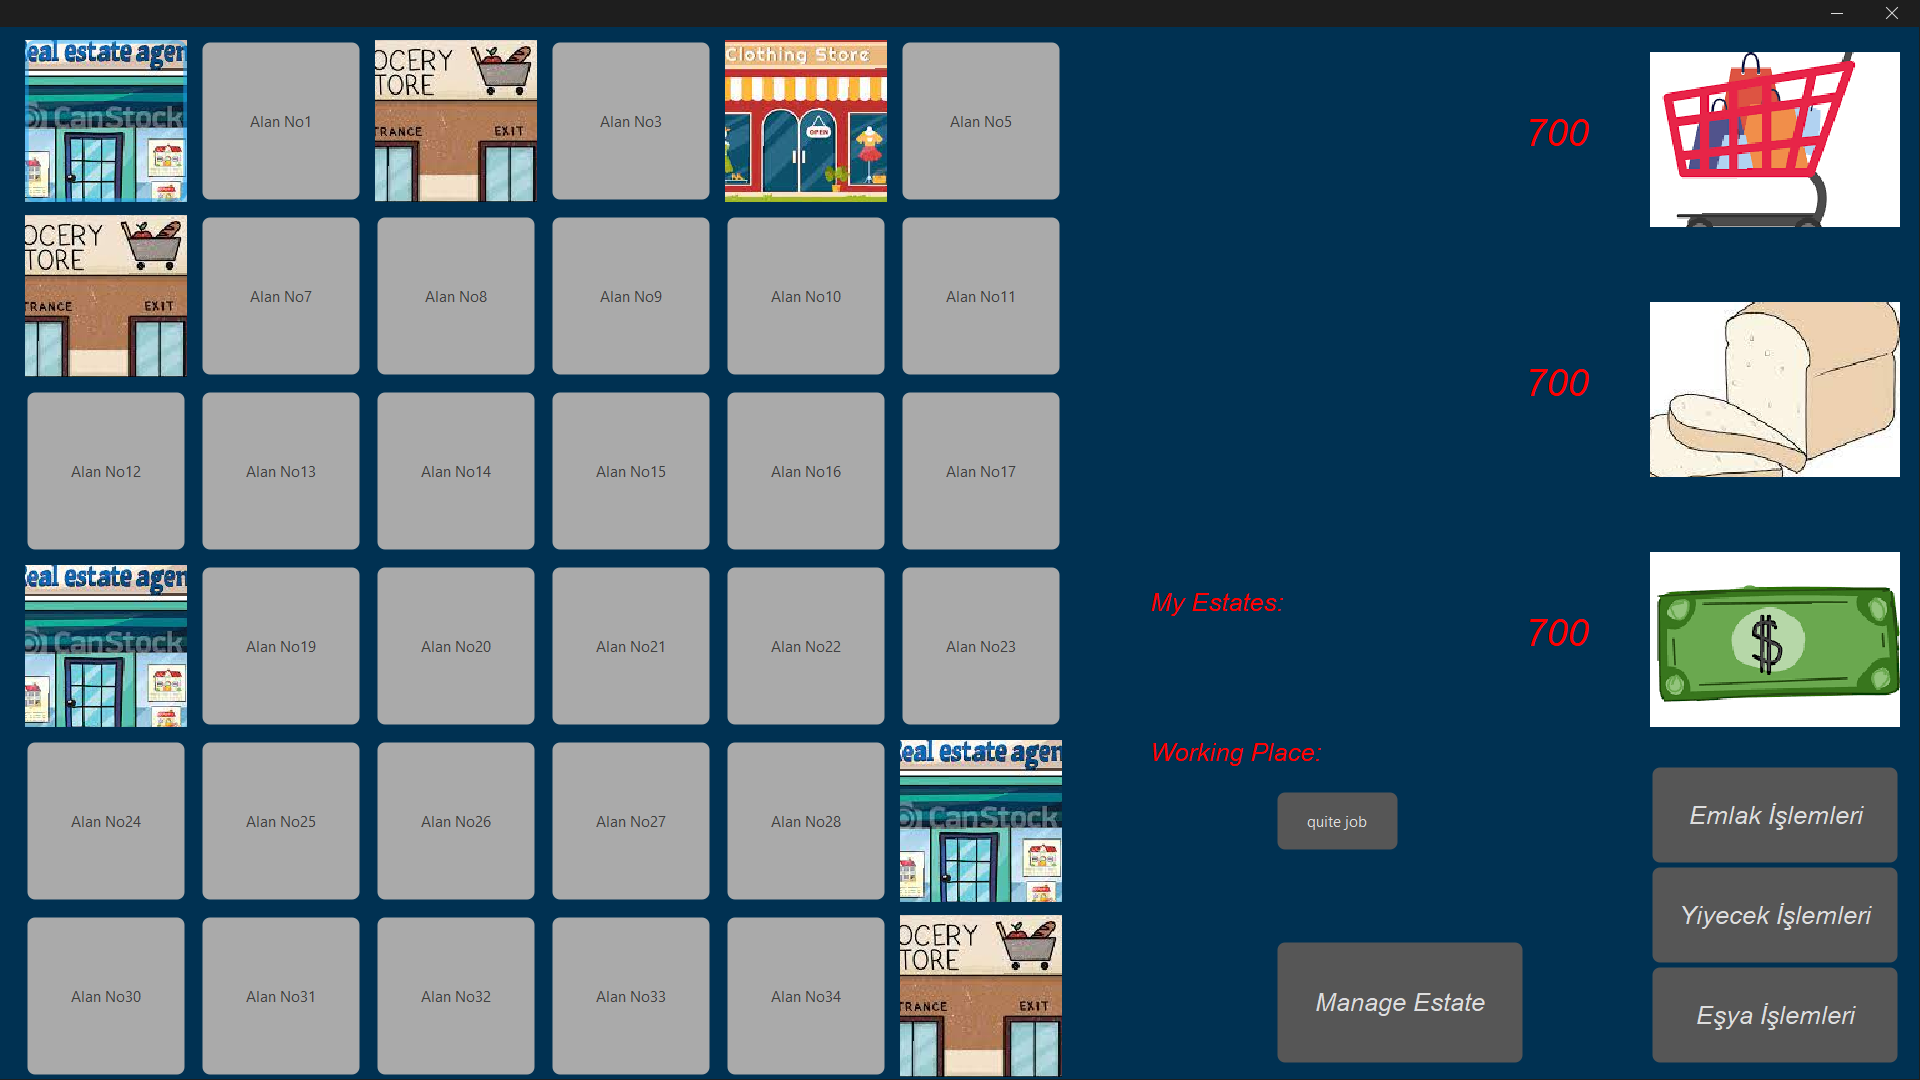 Real estate agen
CanStock
Alan No1
OCERY
TORE
TRANCE EXIT
Alan No3
Clothing Store
OPEN
Alan No5
700
OCERY
TORE
TRANCE EXIT
Alan No7
Alan No8
Alan No9
Alan No10
Alan No11
700
Alan No12
Alan No13
Alan No14
Alan No15
Alan No16
Alan No17
Real estate agen
CanStock
Alan No19
Alan No20
Alan No21
Alan No22
Alan No23
My Estates:
700
$
Alan No24
Alan No25
Alan No26
Alan No27
Alan No28
Real estate agen
CanStock
Working Place:
quite job
Emlak İşlemleri
Yiyecek İşlemleri
Alan No30
Alan No31
Alan No32
Alan No33
Alan No34
OCERY
TORE
TRANCE EXIT
Manage Estate
Eşya İşlemleri